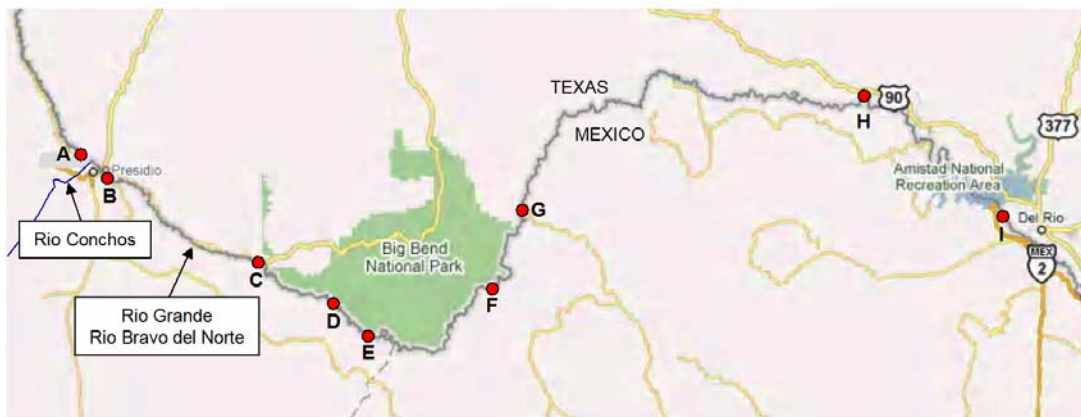 TEXAS
MEXICO
H
90
377
A
Presidio
B
Rio Conchos
Amistad National
Recreation Area
G
Del Rio
I
MEX
2
Big Bend
National Park
C
F
D
E
Rio Grande
Rio Bravo del Norte